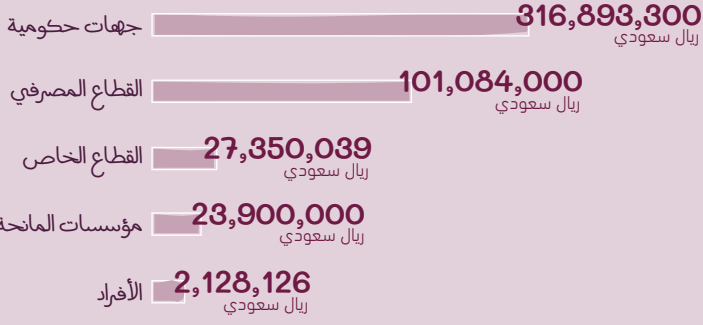 جهات حكومية
316,893,300
ريال سعودي
القطاع المصرفي
101,084,000
ريال سعودي
القطاع الخاص
27,350,039
ريال سعودي
مؤسسات المانحة
23,900,000
ريال سعودي
الأفراد
2,128,126
ريال سعودي